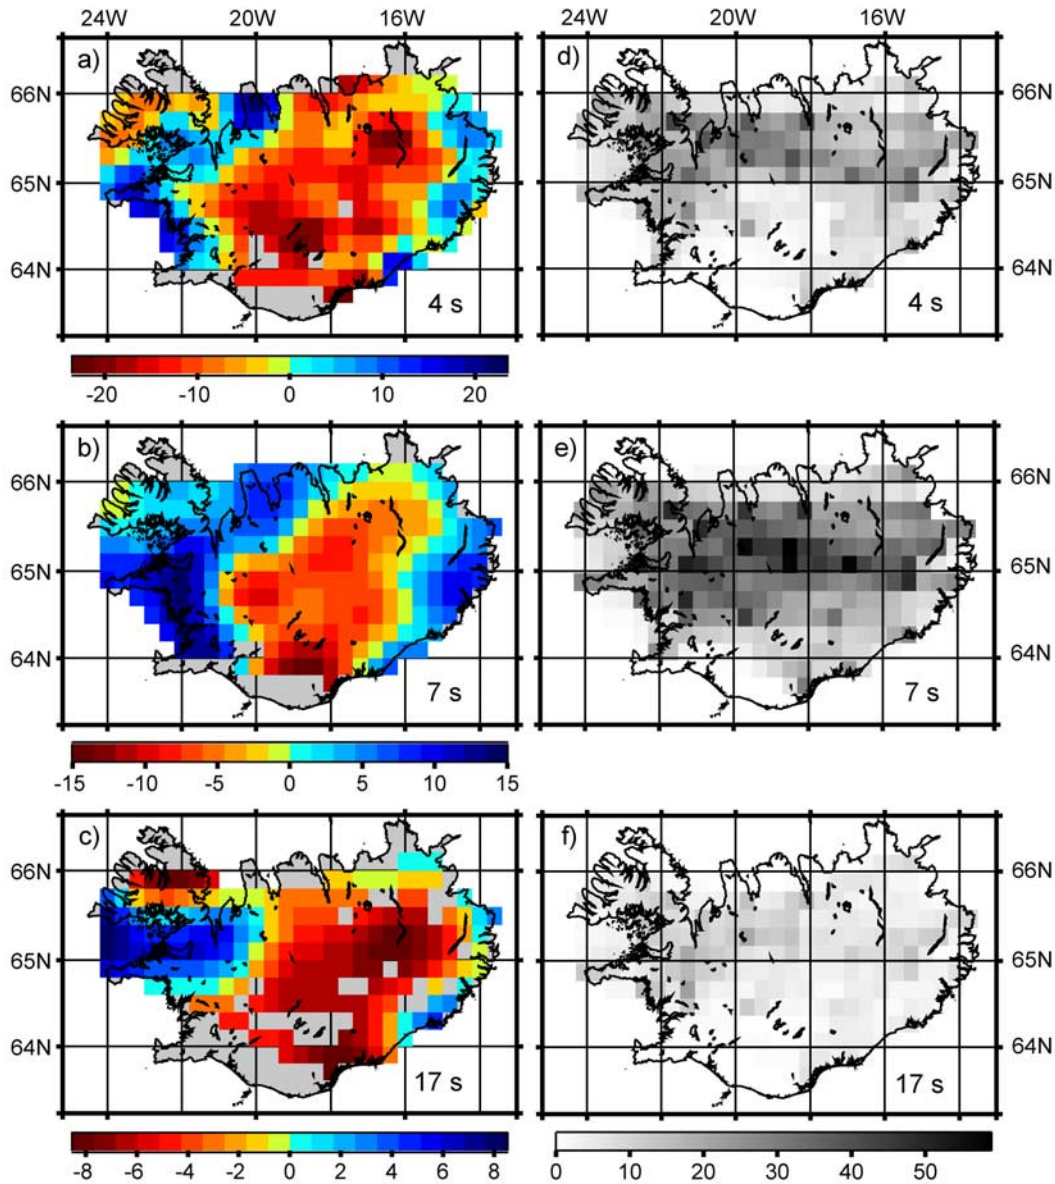 24W 20W 16W 20W 16W
a) d)
66N 66N
65N 65N
64N 64N
4 s 4 s
-20 -10 0 10 20
b) e)
66N 66N
65N 65N
64N 64N
7 s 7 s
-15 -10 -5 0 5 10 15
c) f)
66N 66N
65N 65N
64N 64N
17 s 17 s
-8 -6 -4 -2 0 2 4 6 8
0 10 20 30 40 50